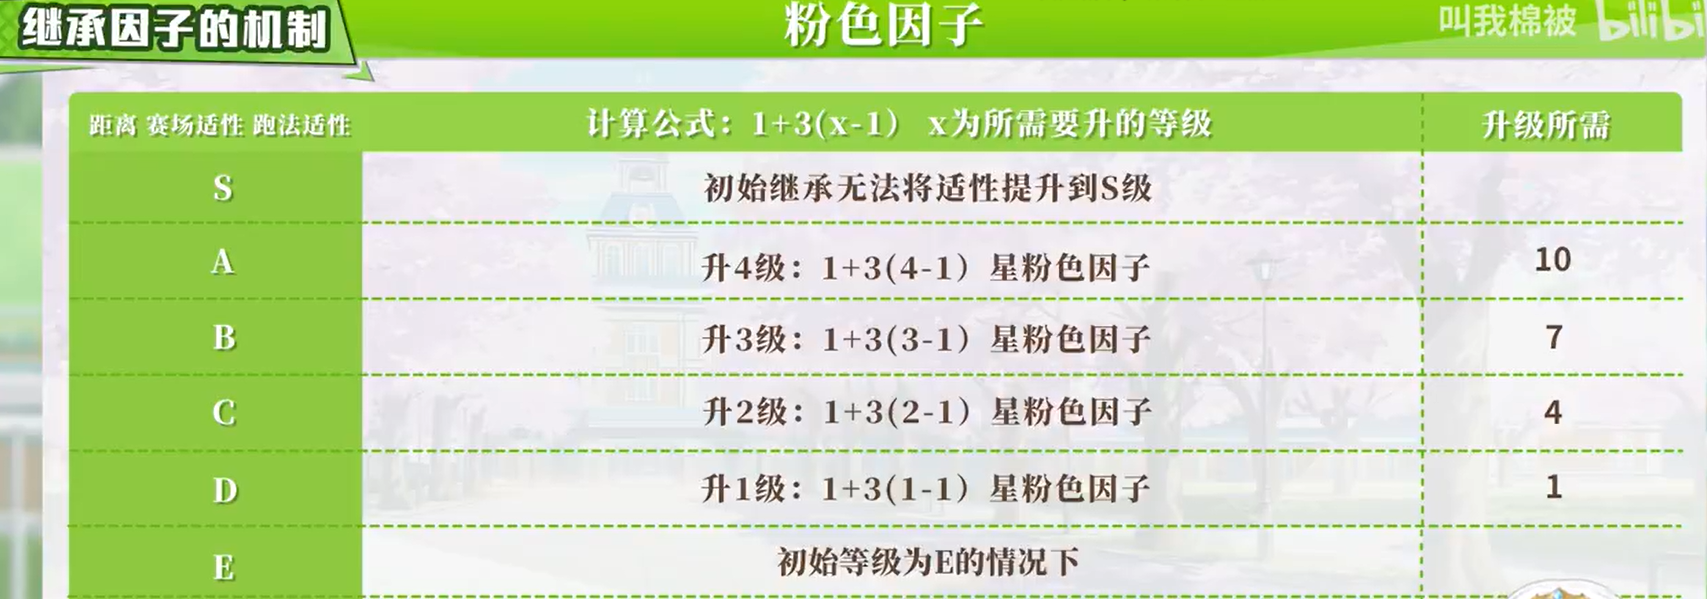 继承因子的机制
粉色因子
叫我棉被 bilibi
距离 赛场适性 跑法适性
计算公式：1+3(x-1） x为所需要升的等级
升级所需
S
初始继承无法将适性提升到S级
A
升4级：1+3(4-1）星粉色因子
10
B
升3级：1+3(3-1）星粉色因子
7
C
升2级：1+3(2-1）星粉色因子
4
D
升1级：1+3(1-1）星粉色因子
1
E
初始等级为E的情况下